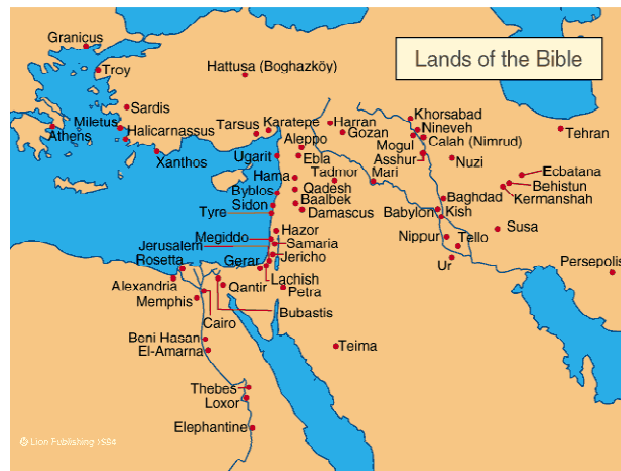 Lands of the Bible
Granicus
Troy
Hattusa (Boghazköy)
Sardis
Miletus
Halicarnassus
Athens
Xanthos
Tarsus
Karatepe
Harran
Gozan
Khorsabad
Nineveh
Calah (Nimrud)
Mogul
Asshur
Nuzi
Tehran
Aleppo
Ugarit
Ebla
Tadmor
Mari
Ecbatana
Behistun
Kermanshah
Hama
Qadesh
Byblos
Baalbek
Sidon
Damascus
Tyre
Baghdad
Babylon
Kish
Susa
Nippur
Tello
Ur
Persepolis
Hazor
Megiddo
Samaria
Jerusalem
Jericho
Rosetta
Gerar
Lachish
Petra
Alexandria
Qantir
Memphis
Bubastis
Cairo
Beni Hasan
El-Amarna
Teima
Thebes
Loxor
Elephantine
© Lion Publishing 1984